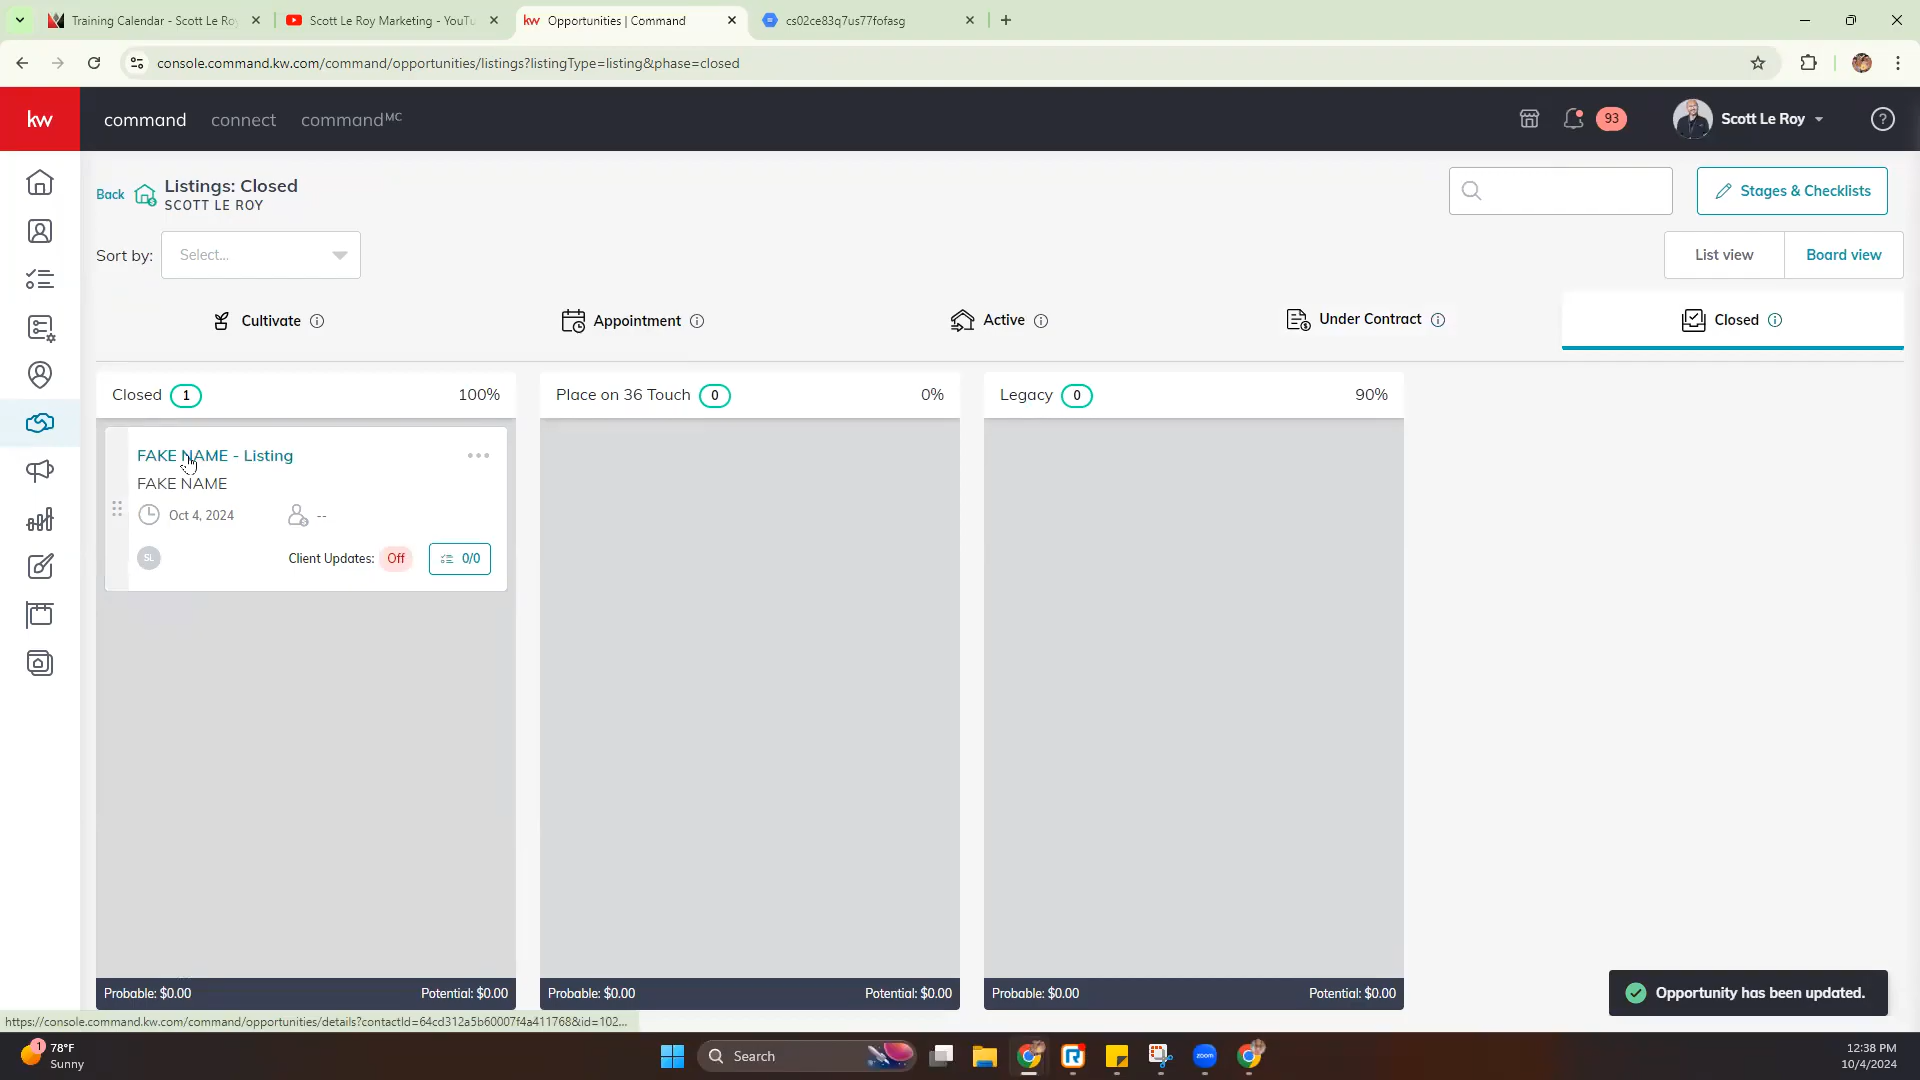 Training Calendar - Scott Le Ro
Scott Le Roy Marketing - YouTu
kw Opportunities | Command
cs02ce83q7us77fofasg
console.command.kw.com/command/opportunities/listings?listingType=listing&phase=closed
kw command connect commandMC
93 Scott Le Roy ?
Back Listings: Closed
SCOTT LE ROY
Stages & Checklists
Sort by: Select...
List view Board view
Cultivate Appointment Active Under Contract Closed
Closed 1 100%
Place on 36 Touch 0 0%
Legacy 0 90%
FAKE NAME - Listing
FAKE NAME
Oct 4, 2024 --
SL Client Updates: Off 0/0
Probable: $0.00 Potential: $0.00
Probable: $0.00 Potential: $0.00
Probable: $0.00 Potential: $0.00
Opportunity has been updated.
https://console.command.kw.com/command/opportunities/details?contactId=64cd312a5b60007f4a411768&id=102...
1 78°F
Sunny
Search
zoom
12:38 PM
10/4/2024